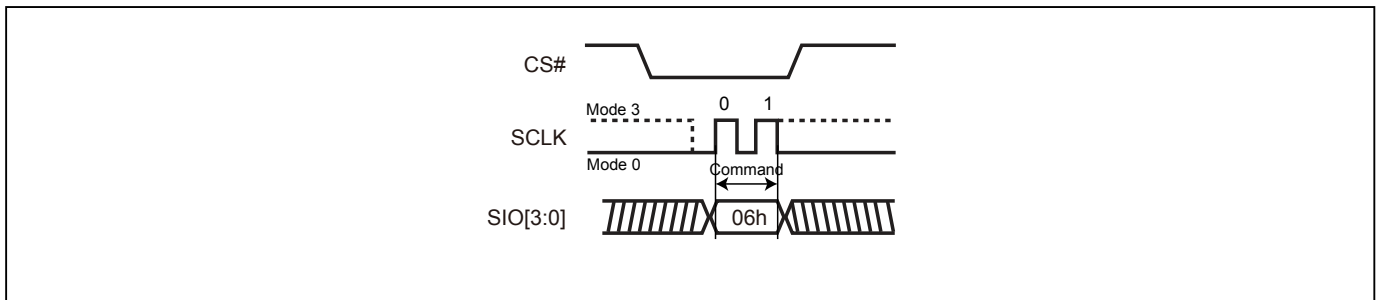 CS#
Mode 3
0 1
SCLK
Mode 0
Command
SIO[3:0]
06h